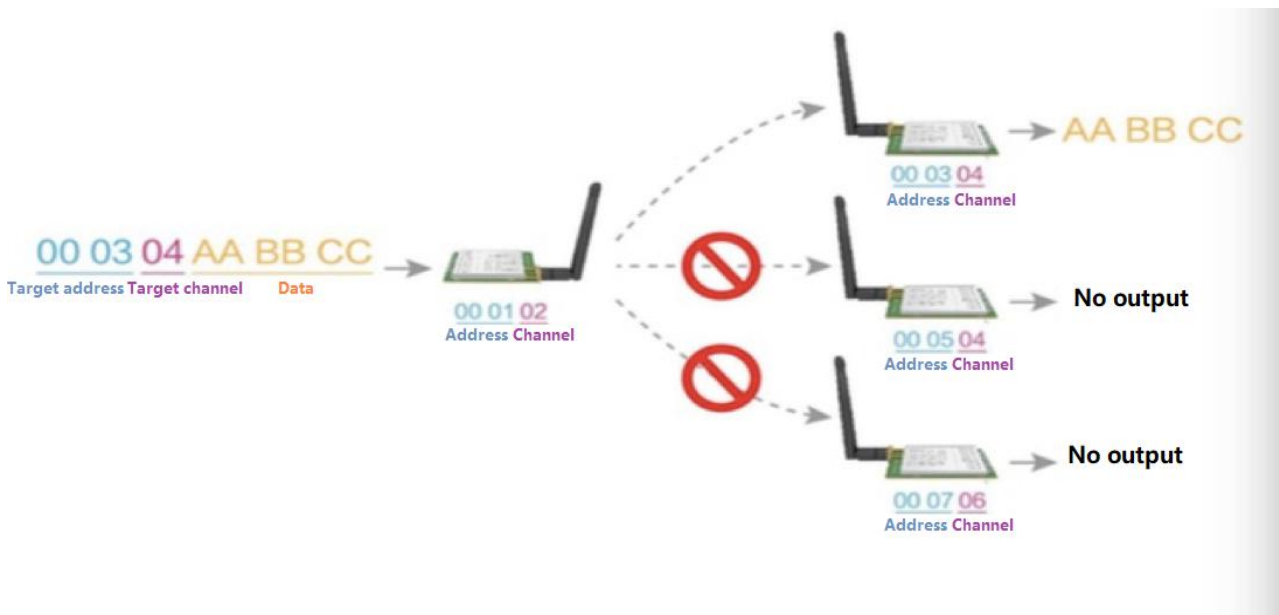 00 03 04 AA BB CC
Target address Target channel Data
00 01 02
Address Channel
AA BB CC
00 03 04
Address Channel
No output
00 05 04
Address Channel
No output
00 07 06
Address Channel